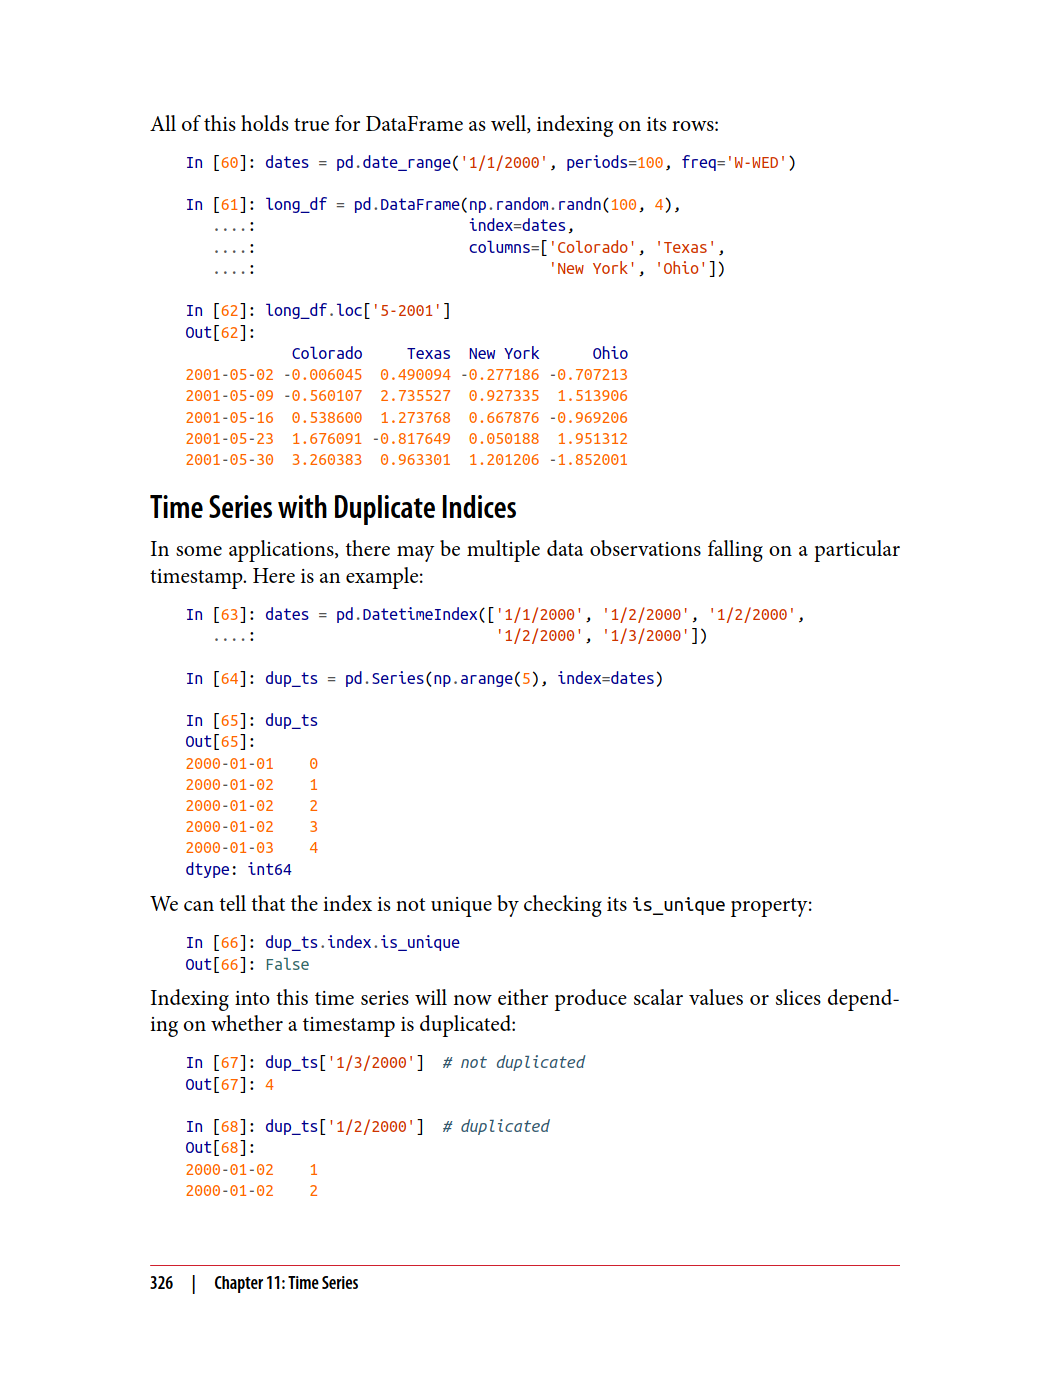 All of this holds true for DataFrame as well, indexing on its rows:
In [60]: dates = pd.date_range('1/1/2000', periods=100, freq='W-WED')
In [61]: long_df = pd.DataFrame(np.random.randn(100, 4),
   ....:                        index=dates,
   ....:                        columns=['Colorado', 'Texas',
   ....:                                 'New York', 'Ohio'])
In [62]: long_df.loc['5-2001']
Out[62]:
            Colorado     Texas  New York      Ohio
2001-05-02 -0.006045  0.490094 -0.277186 -0.707213
2001-05-09 -0.560107  2.735527  0.927335  1.513906
2001-05-16  0.538600  1.273768  0.667876 -0.969206
2001-05-23  1.676091 -0.817649  0.050188  1.951312
2001-05-30  3.260383  0.963301  1.201206 -1.852001
Time Series with Duplicate Indices
In some applications, there may be multiple data observations falling on a particular
timestamp. Here is an example:
In [63]: dates = pd.DatetimeIndex(['1/1/2000', '1/2/2000', '1/2/2000',
   ....:                           '1/2/2000', '1/3/2000'])
In [64]: dup_ts = pd.Series(np.arange(5), index=dates)
In [65]: dup_ts
Out[65]:
2000-01-01    0
2000-01-02    1
2000-01-02    2
2000-01-02    3
2000-01-03    4
dtype: int64
We can tell that the index is not unique by checking its is_unique property:
In [66]: dup_ts.index.is_unique
Out[66]: False
Indexing into this time series will now either produce scalar values or slices depend-
ing on whether a timestamp is duplicated:
In [67]: dup_ts['1/3/2000']  # not duplicated
Out[67]: 4
In [68]: dup_ts['1/2/2000']  # duplicated
Out[68]:
2000-01-02    1
2000-01-02    2
326 | Chapter 11: Time Series